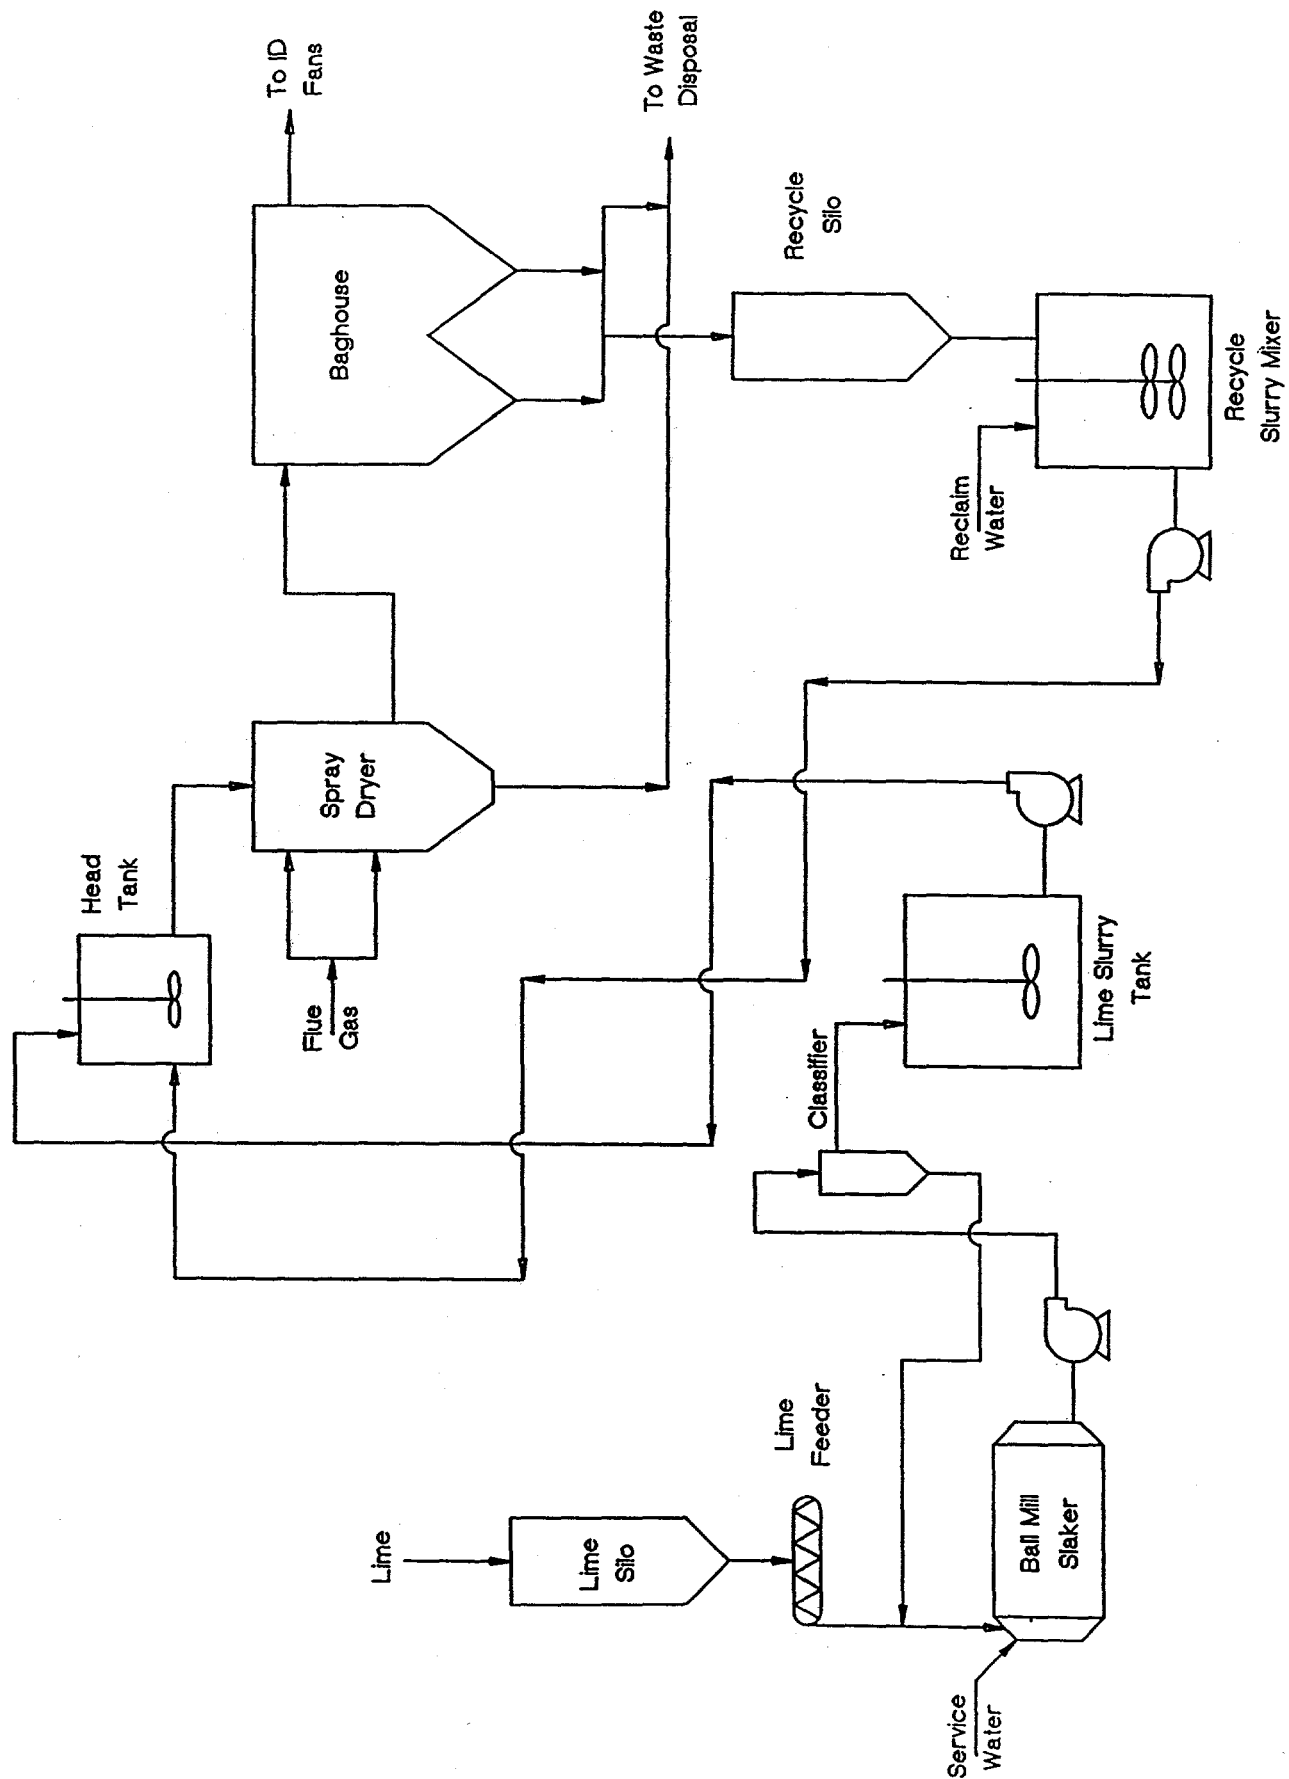 To ID
Fans
To Waste
Disposal
Baghouse
Recycle
Silo
Recycle
Slurry Mixer
Reclaim
Water
Spray
Dryer
Head
Tank
Flue
Gas
Lime Slurry
Tank
Classifier
Lime
Feeder
Lime
Lime
Silo
Ball Mill
Slaker
Service
Water